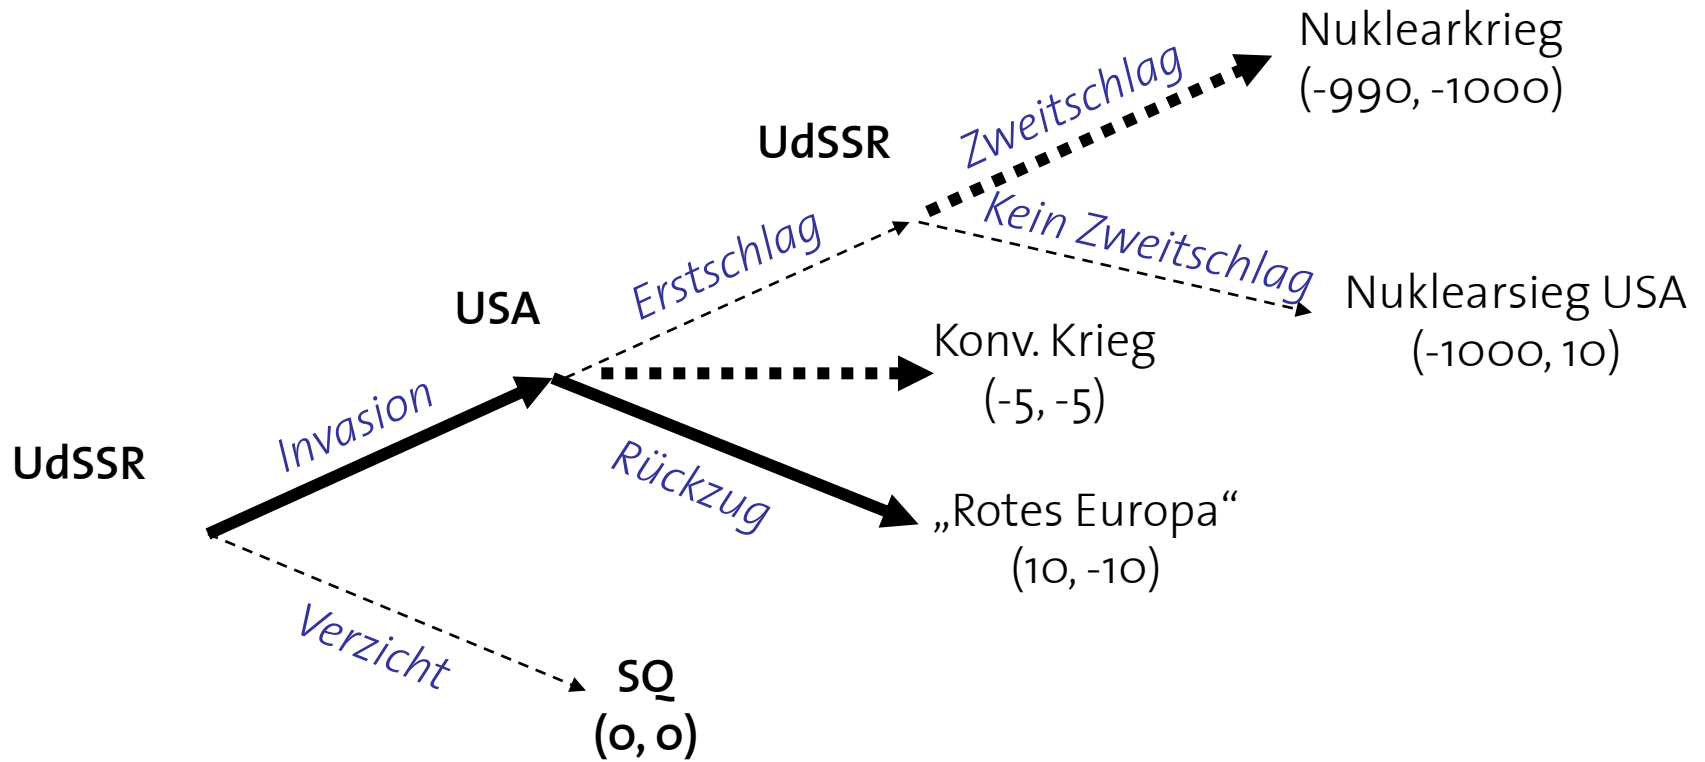 Nuklearkrieg
(-990, -1000)
Zweitschlag
UdSSR
Kein Zweitschlag
Erstschlag
Nuklearsieg USA
(-1000, 10)
USA
Konv. Krieg
(-5, -5)
Invasion
UdSSR
Rückzug
„Rotes Europa“
(10, -10)
Verzicht
SQ
(0, 0)